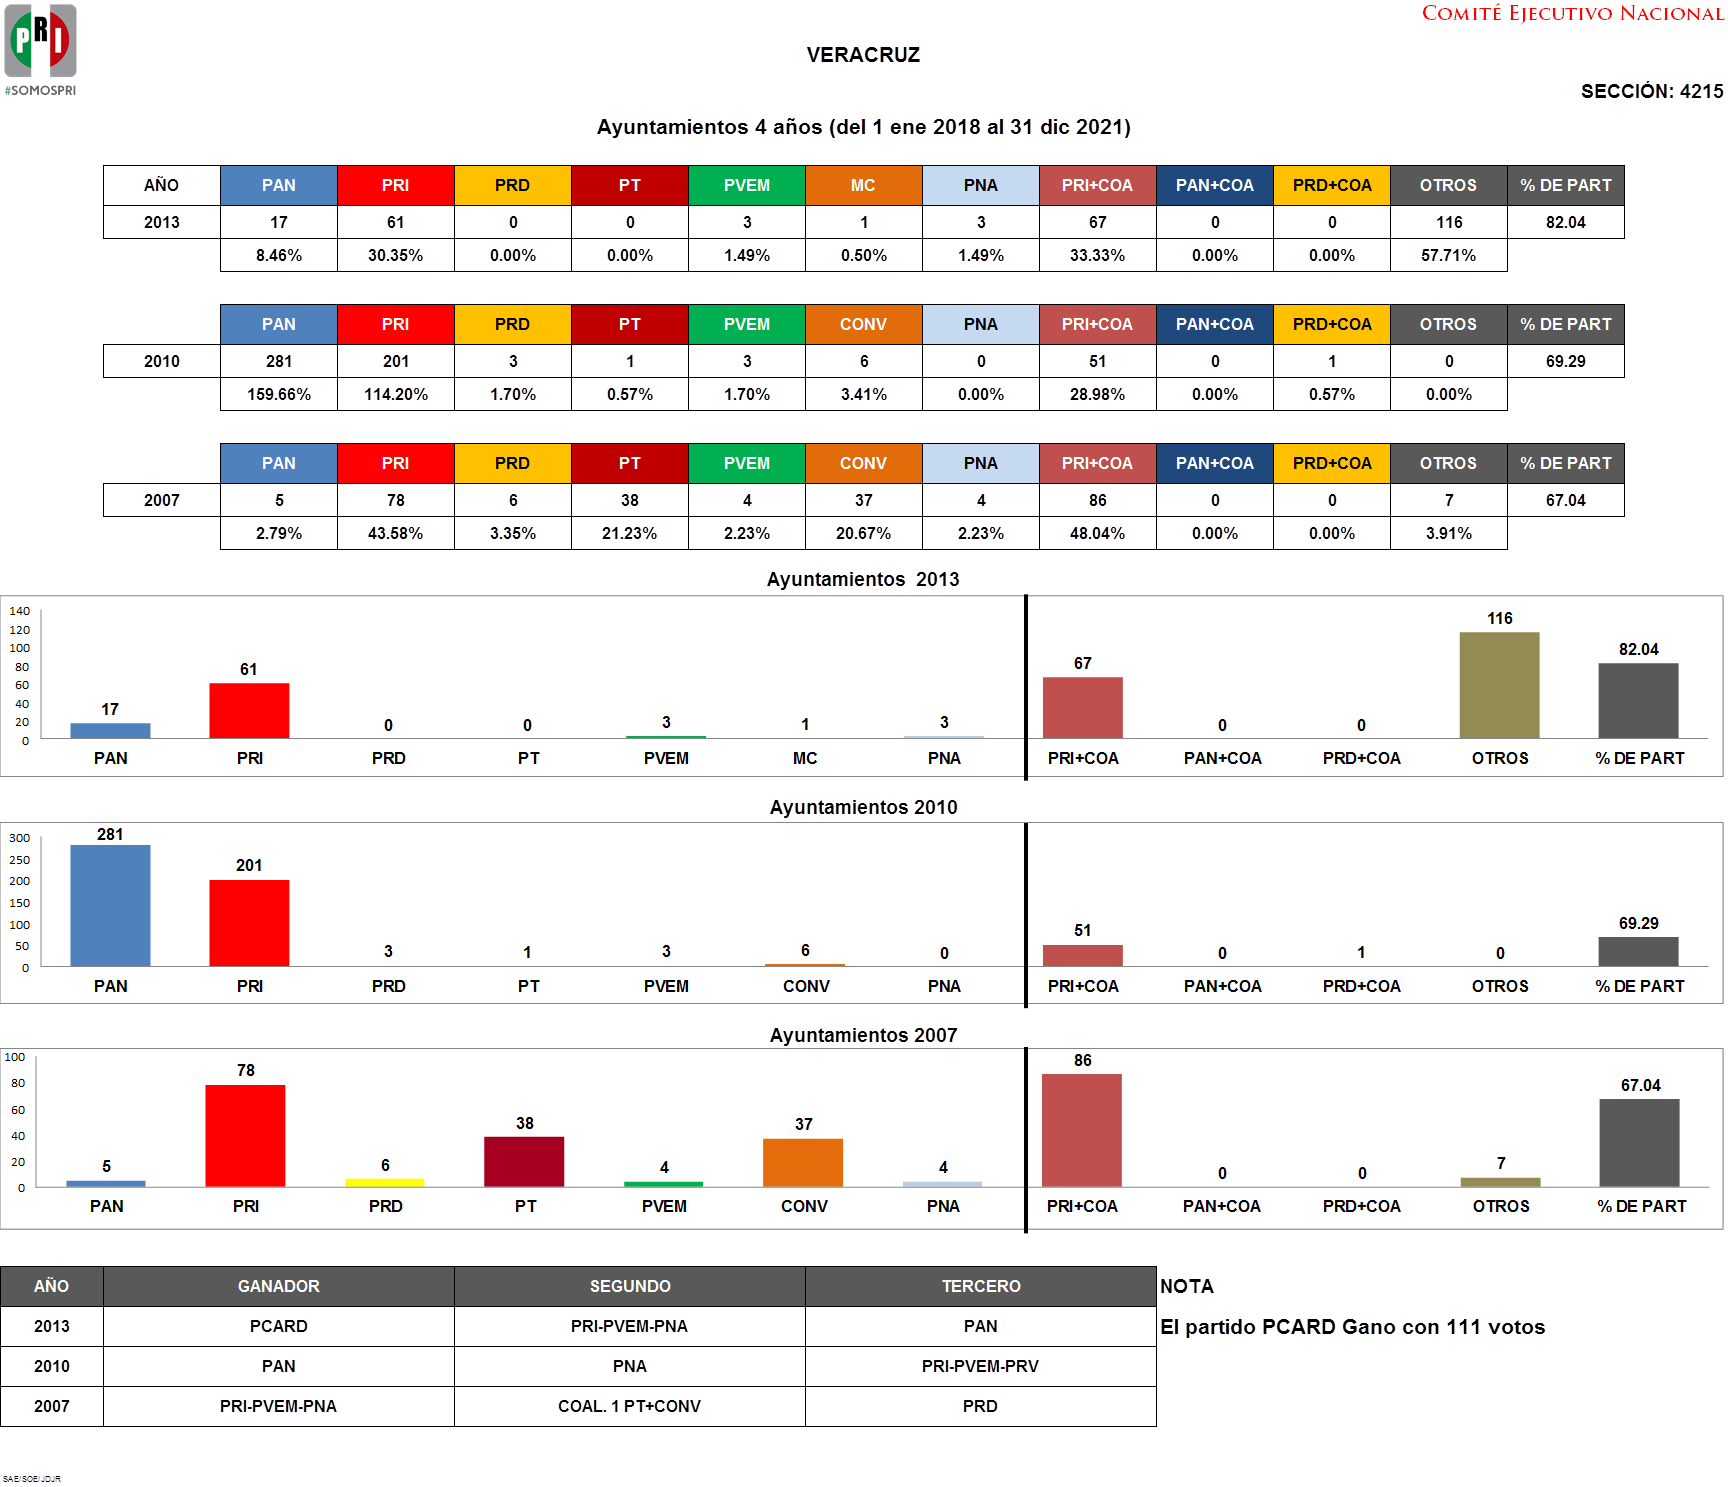 PRI
#SOMOSPRI
COMITÉ EJECUTIVO NACIONAL
VERACRUZ
SECCIÓN: 4215
Ayuntamientos 4 años (del 1 ene 2018 al 31 dic 2021)
AÑO PAN PRI PRD PT PVEM MC PNA PRI+COA PAN+COA PRD+COA OTROS % DE PART
2013 17 61 0 0 3 1 3 67 0 0 116 82.04
8.46% 30.35% 0.00% 0.00% 1.49% 0.50% 1.49% 33.33% 0.00% 0.00% 57.71%
PAN PRI PRD PT PVEM CONV PNA PRI+COA PAN+COA PRD+COA OTROS % DE PART
2010 281 201 3 1 3 6 0 51 0 1 0 69.29
159.66% 114.20% 1.70% 0.57% 1.70% 3.41% 0.00% 28.98% 0.00% 0.57% 0.00%
PAN PRI PRD PT PVEM CONV PNA PRI+COA PAN+COA PRD+COA OTROS % DE PART
2007 5 78 6 38 4 37 4 86 0 0 7 67.04
2.79% 43.58% 3.35% 21.23% 2.23% 20.67% 2.23% 48.04% 0.00% 0.00% 3.91%
Ayuntamientos 2013
140
120
100
80
60
40
20
0
17 61 0 0 3 1 3 67 0 0 116 82.04
PAN PRI PRD PT PVEM MC PNA PRI+COA PAN+COA PRD+COA OTROS % DE PART
Ayuntamientos 2010
300
250
200
150
100
50
0
281 201 3 1 3 6 0 51 0 1 0 69.29
PAN PRI PRD PT PVEM CONV PNA PRI+COA PAN+COA PRD+COA OTROS % DE PART
Ayuntamientos 2007
100
80
60
40
20
0
5 78 6 38 4 37 4 86 0 0 7 67.04
PAN PRI PRD PT PVEM CONV PNA PRI+COA PAN+COA PRD+COA OTROS % DE PART
AÑO GANADOR SEGUNDO TERCERO NOTA
2013 PCARD PRI-PVEM-PNA PAN El partido PCARD Gano con 111 votos
2010 PAN PNA PRI-PVEM-PRV
2007 PRI-PVEM-PNA COAL. 1 PT+CONV PRD
SAE/SOE/JDJR